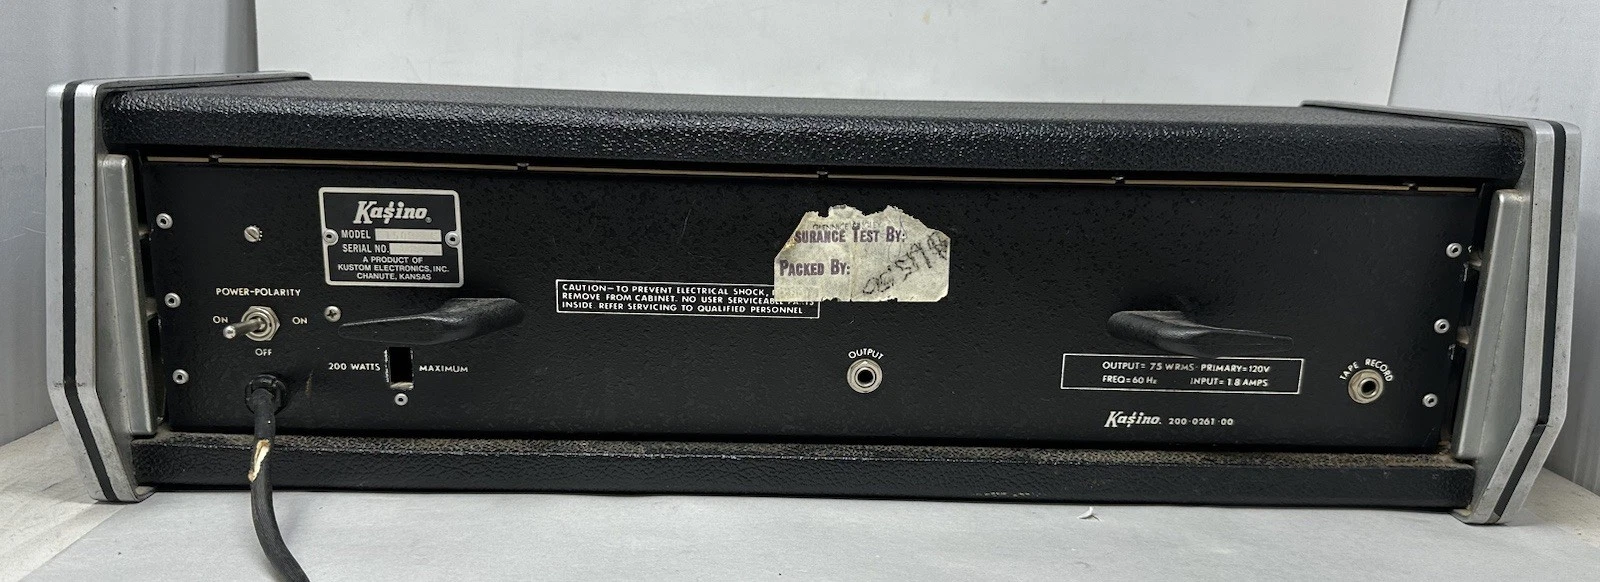 Kasino®
MODEL
SERIAL NO.
A PRODUCT OF
KUSTOM ELECTRONICS, INC.
CHANUTE, KANSAS
POWER-POLARITY
ON ON
OFF
200 WATTS MAXIMUM
CAUTION—TO PREVENT ELECTRICAL SHOCK,
REMOVE FROM CABINET. NO USER SERVICEABLE
INSIDE REFER SERVICING TO QUALIFIED PERSONNEL
SURANCE TEST BY:
PACKED BY:
OUTPUT
OUTPUT= 75 WRMS· PRIMARY=120V
FREQ=60 Hz INPUT=1.8 AMPS
Kasino. 200-0261-00
TAPE RECORD